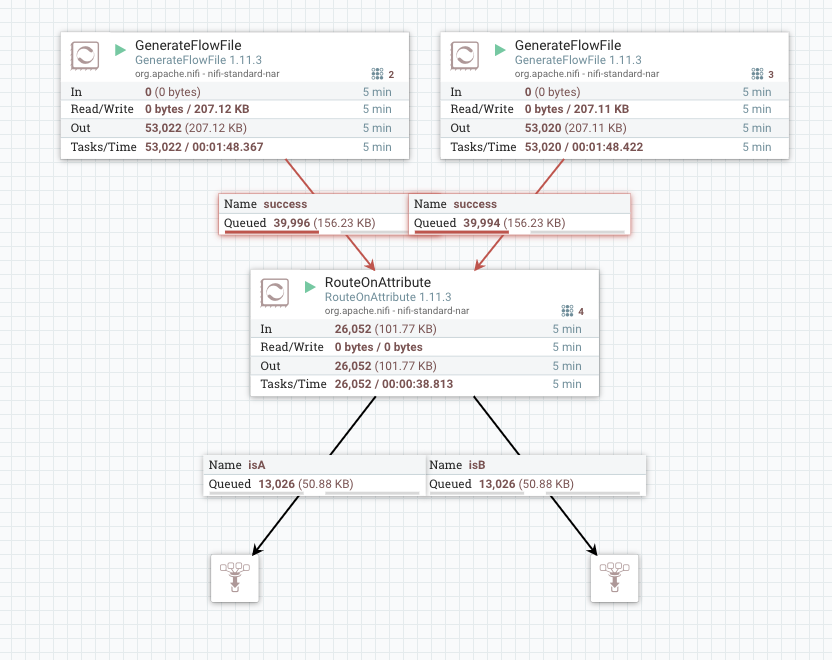 GenerateFlowFile
GenerateFlowFile 1.11.3
org.apache.nifi - nifi-standard-nar
2
In 0 (0 bytes) 5 min
Read/Write 0 bytes / 207.12 KB 5 min
Out 53,022 (207.12 KB) 5 min
Tasks/Time 53,022 / 00:01:48.367 5 min
GenerateFlowFile
GenerateFlowFile 1.11.3
org.apache.nifi - nifi-standard-nar
3
In 0 (0 bytes) 5 min
Read/Write 0 bytes / 207.11 KB 5 min
Out 53,020 (207.11 KB) 5 min
Tasks/Time 53,020 / 00:01:48.422 5 min
Name success
Queued 39,996 (156.23 KB)
Name success
Queued 39,994 (156.23 KB)
RouteOnAttribute
RouteOnAttribute 1.11.3
org.apache.nifi - nifi-standard-nar
4
In 26,052 (101.77 KB) 5 min
Read/Write 0 bytes / 0 bytes 5 min
Out 26,052 (101.77 KB) 5 min
Tasks/Time 26,052 / 00:00:38.813 5 min
Name isA
Queued 13,026 (50.88 KB)
Name isB
Queued 13,026 (50.88 KB)